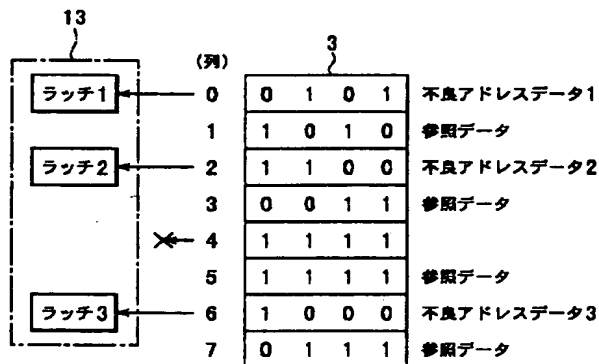 13
3
(列)
ラッチ1 0 0 1 0 1 不良アドレスデータ1
1 1 0 1 0 参照データ
ラッチ2 2 1 1 0 0 不良アドレスデータ2
3 0 0 1 1 参照データ
4 1 1 1 1
5 1 1 1 1 参照データ
ラッチ3 6 1 0 0 0 不良アドレスデータ3
7 0 1 1 1 参照データ